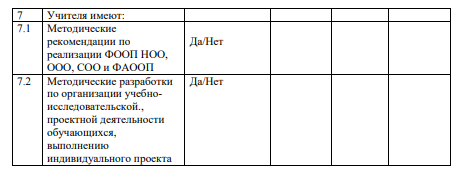 7 Учителя имеют:
7.1 Методические
рекомендации по
реализации ФООП НОО, Да/Нет
ООО, СОО и ФАООП
7.2 Методические разработки Да/Нет
по организации учебно-
исследовательской.,
проектной деятельности
обучающихся,
выполнению
индивидуального проекта